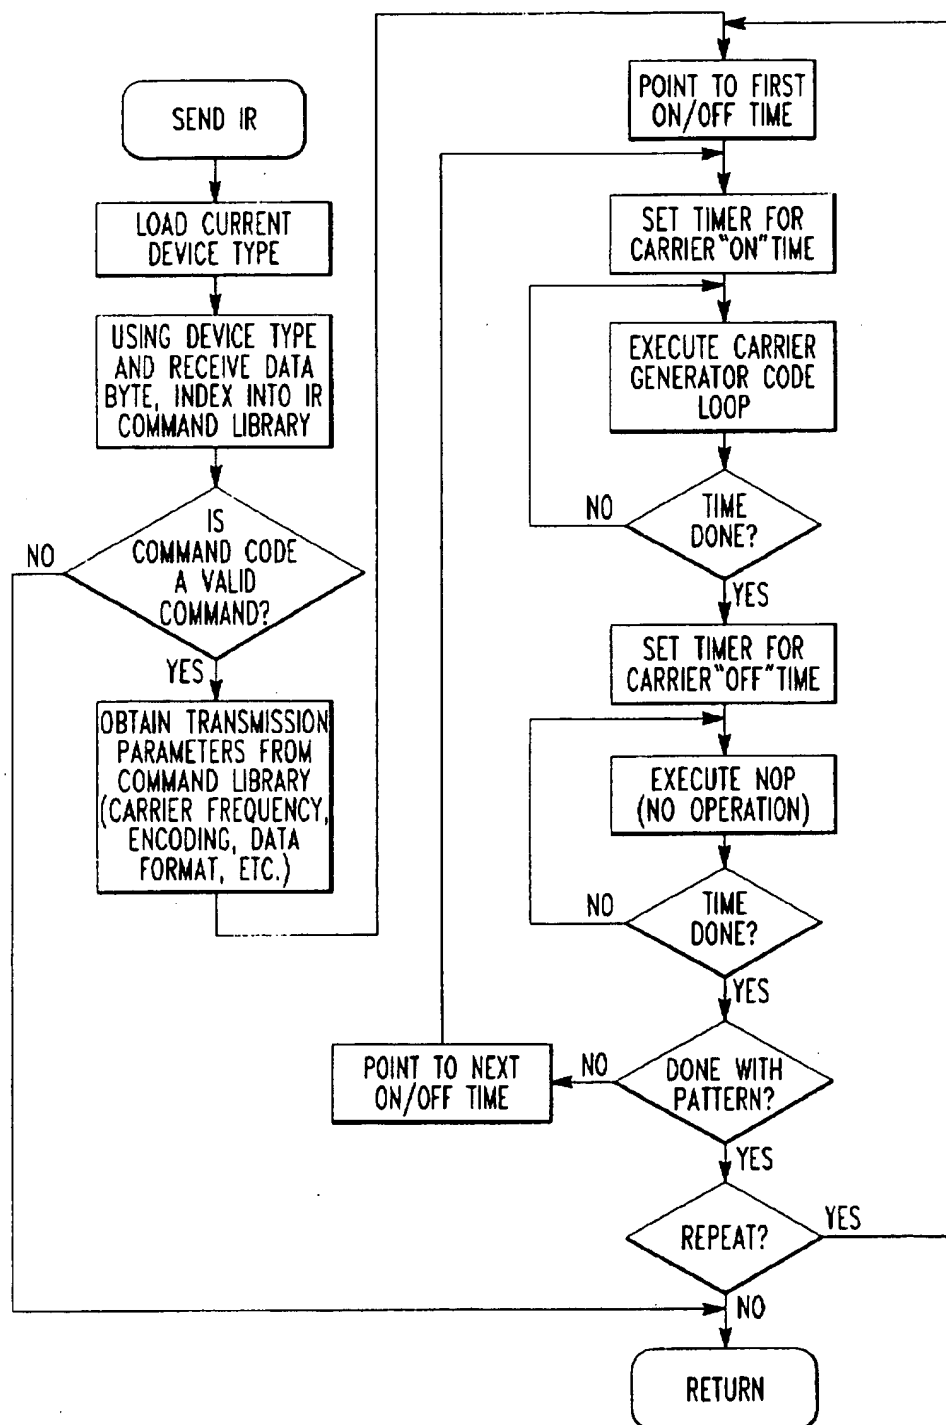 SEND IR
LOAD CURRENT
DEVICE TYPE
USING DEVICE TYPE
AND RECEIVE DATA
BYTE, INDEX INTO IR
COMMAND LIBRARY
IS
COMMAND CODE
A VALID
COMMAND?
NO
YES
OBTAIN TRANSMISSION
PARAMETERS FROM
COMMAND LIBRARY
(CARRIER FREQUENCY,
ENCODING, DATA
FORMAT, ETC.)
POINT TO FIRST
ON/OFF TIME
SET TIMER FOR
CARRIER "ON" TIME
EXECUTE CARRIER
GENERATOR CODE
LOOP
NO
TIME
DONE?
YES
SET TIMER FOR
CARRIER "OFF" TIME
EXECUTE NOP
(NO OPERATION)
NO
TIME
DONE?
YES
POINT TO NEXT
ON/OFF TIME
NO
DONE WITH
PATTERN?
YES
REPEAT?
YES
NO
RETURN